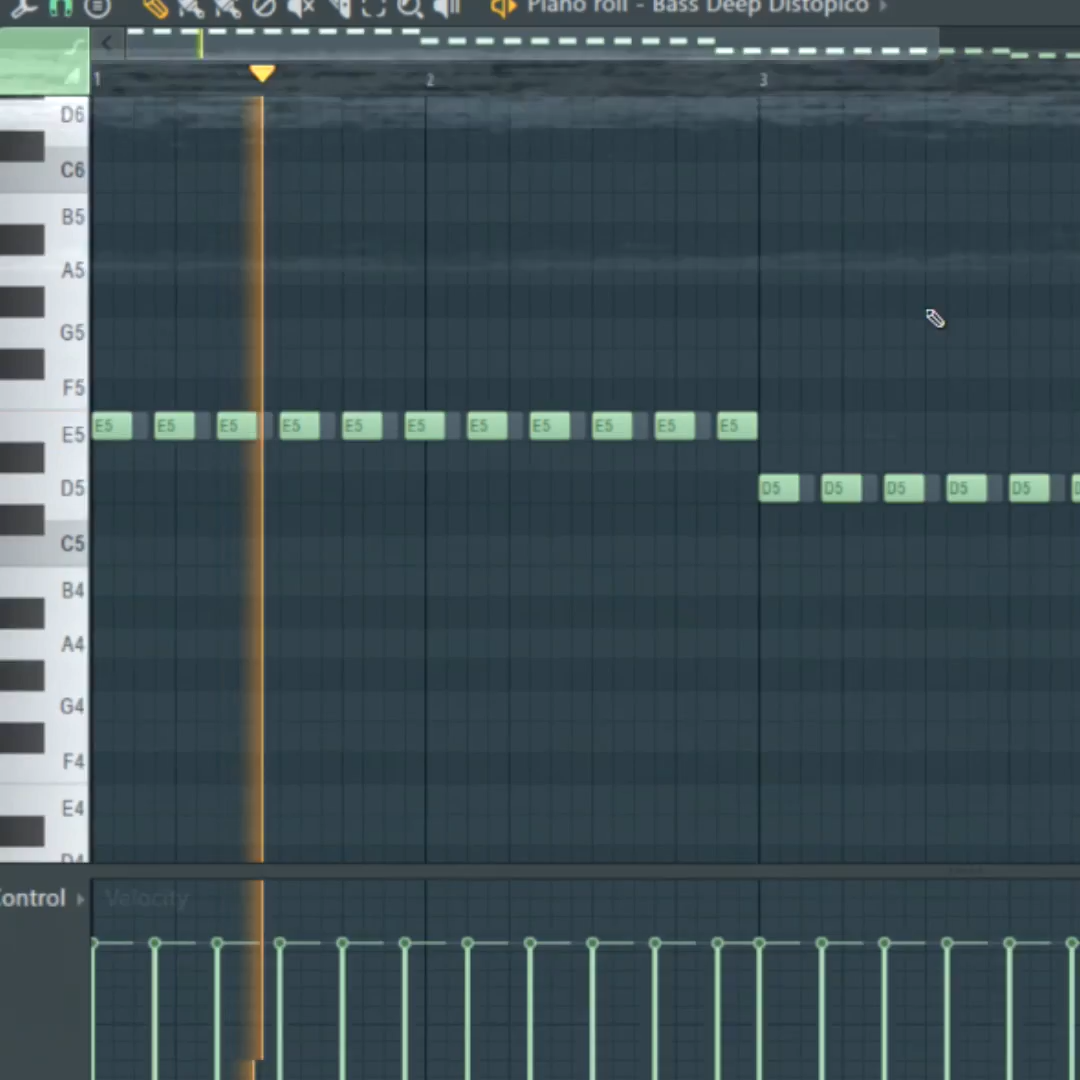 Piano roll - Bass Deep Distopico
1 2 3
D6
C6
B5
A5
G5
F5
E5 E5 E5 E5 E5 E5 E5 E5 E5 E5 E5 E5
D5 D5 D5 D5 D5 D5
C5
B4
A4
G4
F4
E4
D4
ontrol Velocity